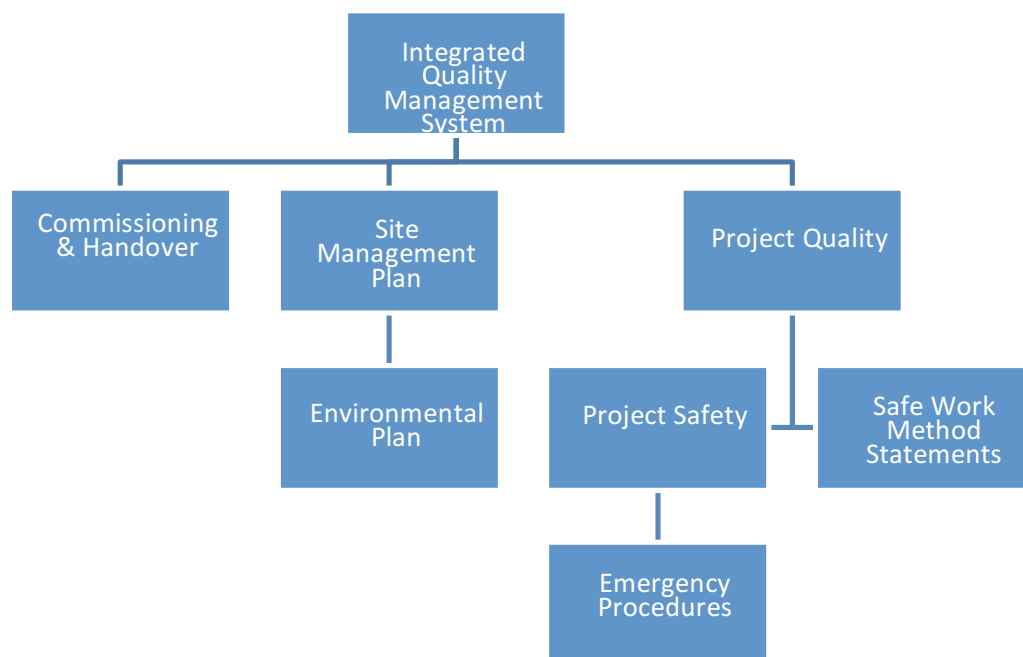 Integrated
Quality
Management
System
Commissioning
& Handover
Site
Management
Plan
Project Quality
Environmental
Plan
Project Safety
Safe Work
Method
Statements
Emergency
Procedures